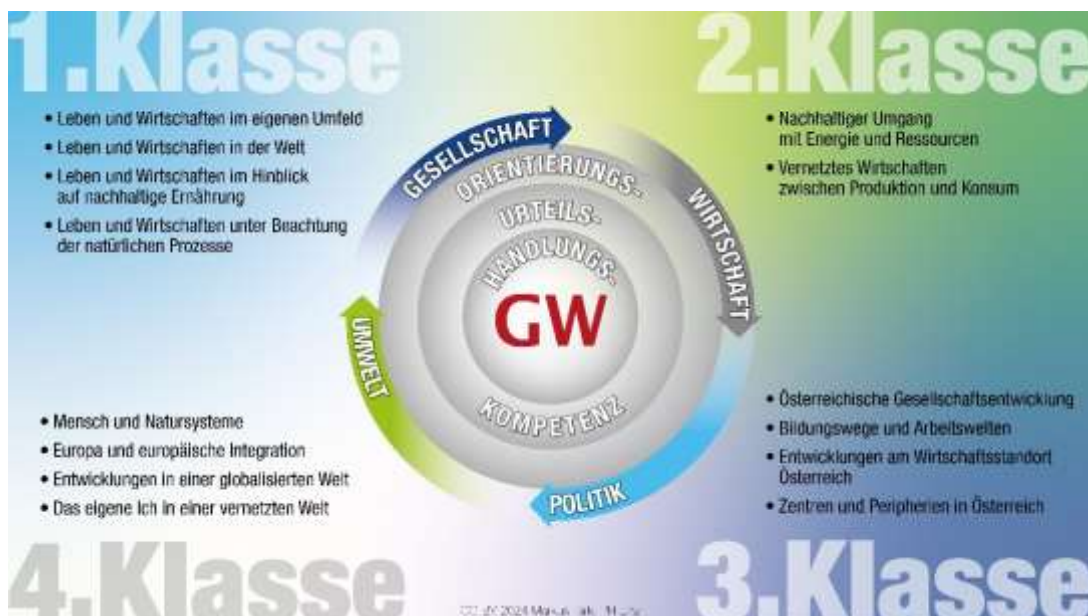 1.Klasse
• Leben und Wirtschaften im eigenen Umfeld
• Leben und Wirtschaften in der Welt
• Leben und Wirtschaften im Hinblick
auf nachhaltige Ernährung
• Leben und Wirtschaften unter Beachtung
der natürlichen Prozesse
2.Klasse
• Nachhaltiger Umgang
mit Energie und Ressourcen
• Vernetztes Wirtschaften
zwischen Produktion und Konsum
GESELLSCHAFT
WIRTSCHAFT
POLITIK
UMWELT
ORIENTIERUNGS-
URTEILS-
HANDLUNGS-
GW
KOMPETENZ
• Österreichische Gesellschaftsentwicklung
• Bildungswege und Arbeitswelten
• Entwicklungen am Wirtschaftsstandort
Österreich
• Zentren und Peripherien in Österreich
3.Klasse
• Mensch und Natursysteme
• Europa und europäische Integration
• Entwicklungen in einer globalisierten Welt
• Das eigene Ich in einer vernetzten Welt
4.Klasse
CC BY 2024